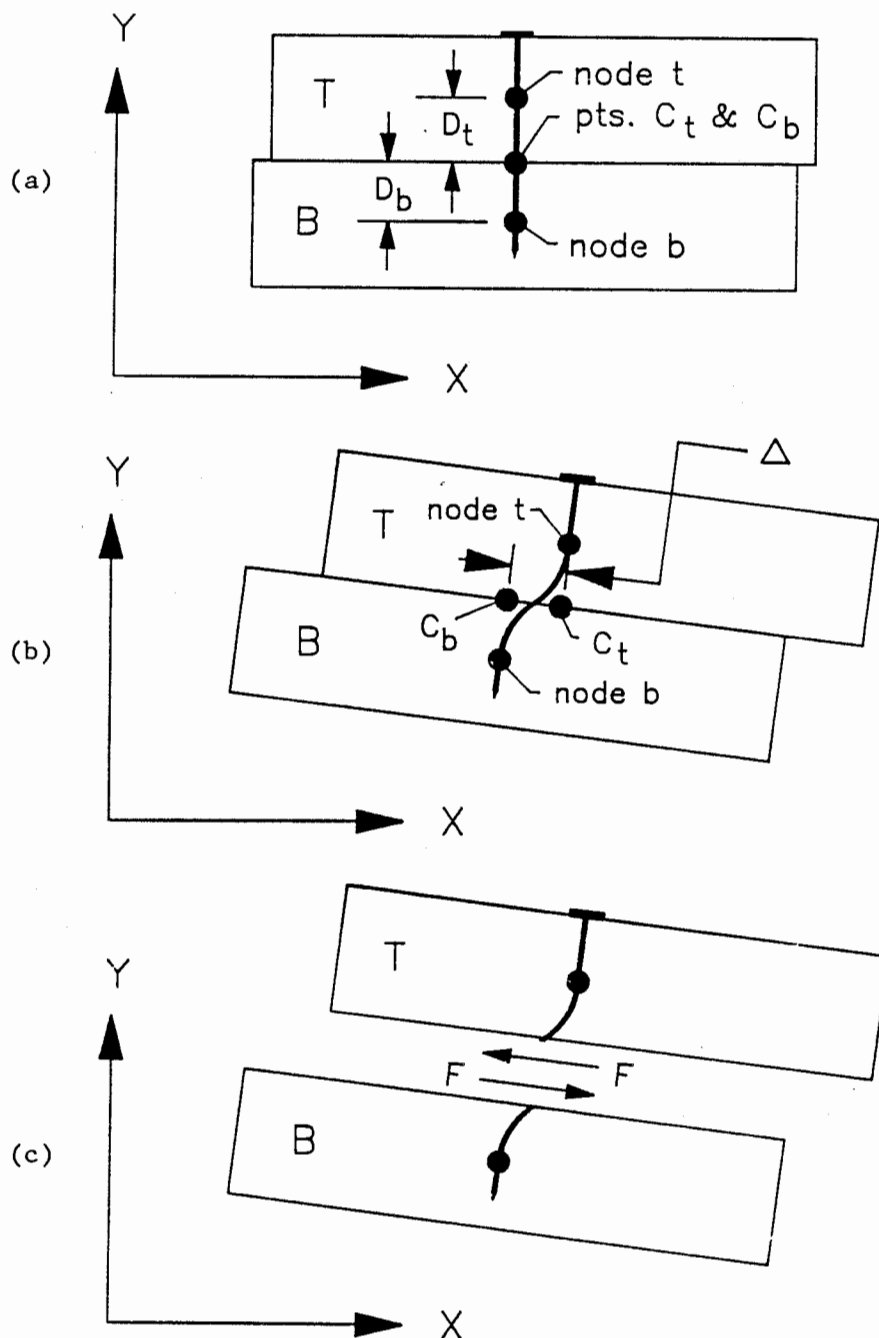 (a)
Y
T
D_t
node t
pts. C_t & C_b
D_b
B
node b
X
(b)
Y
Δ
node t
T
C_b
C_t
B
node b
X
(c)
Y
T
F
F
B
X